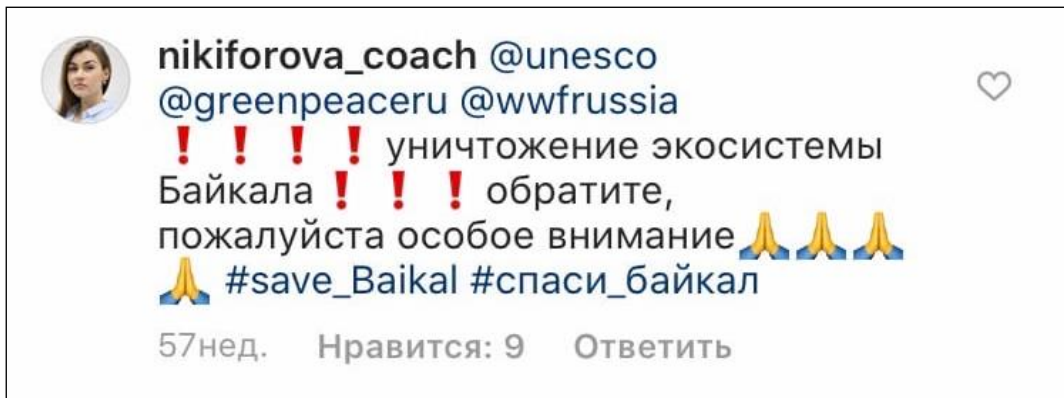 nikiforova_coach @unesco
@greenpeaceru @wwfrussia
❗❗❗❗ уничтожение экосистемы
Байкала ❗❗❗ обратите,
пожалуйста особое внимание🙏🙏🙏
🙏 #save_Baikal #спаси_байкал
57нед. Нравится: 9 Ответить